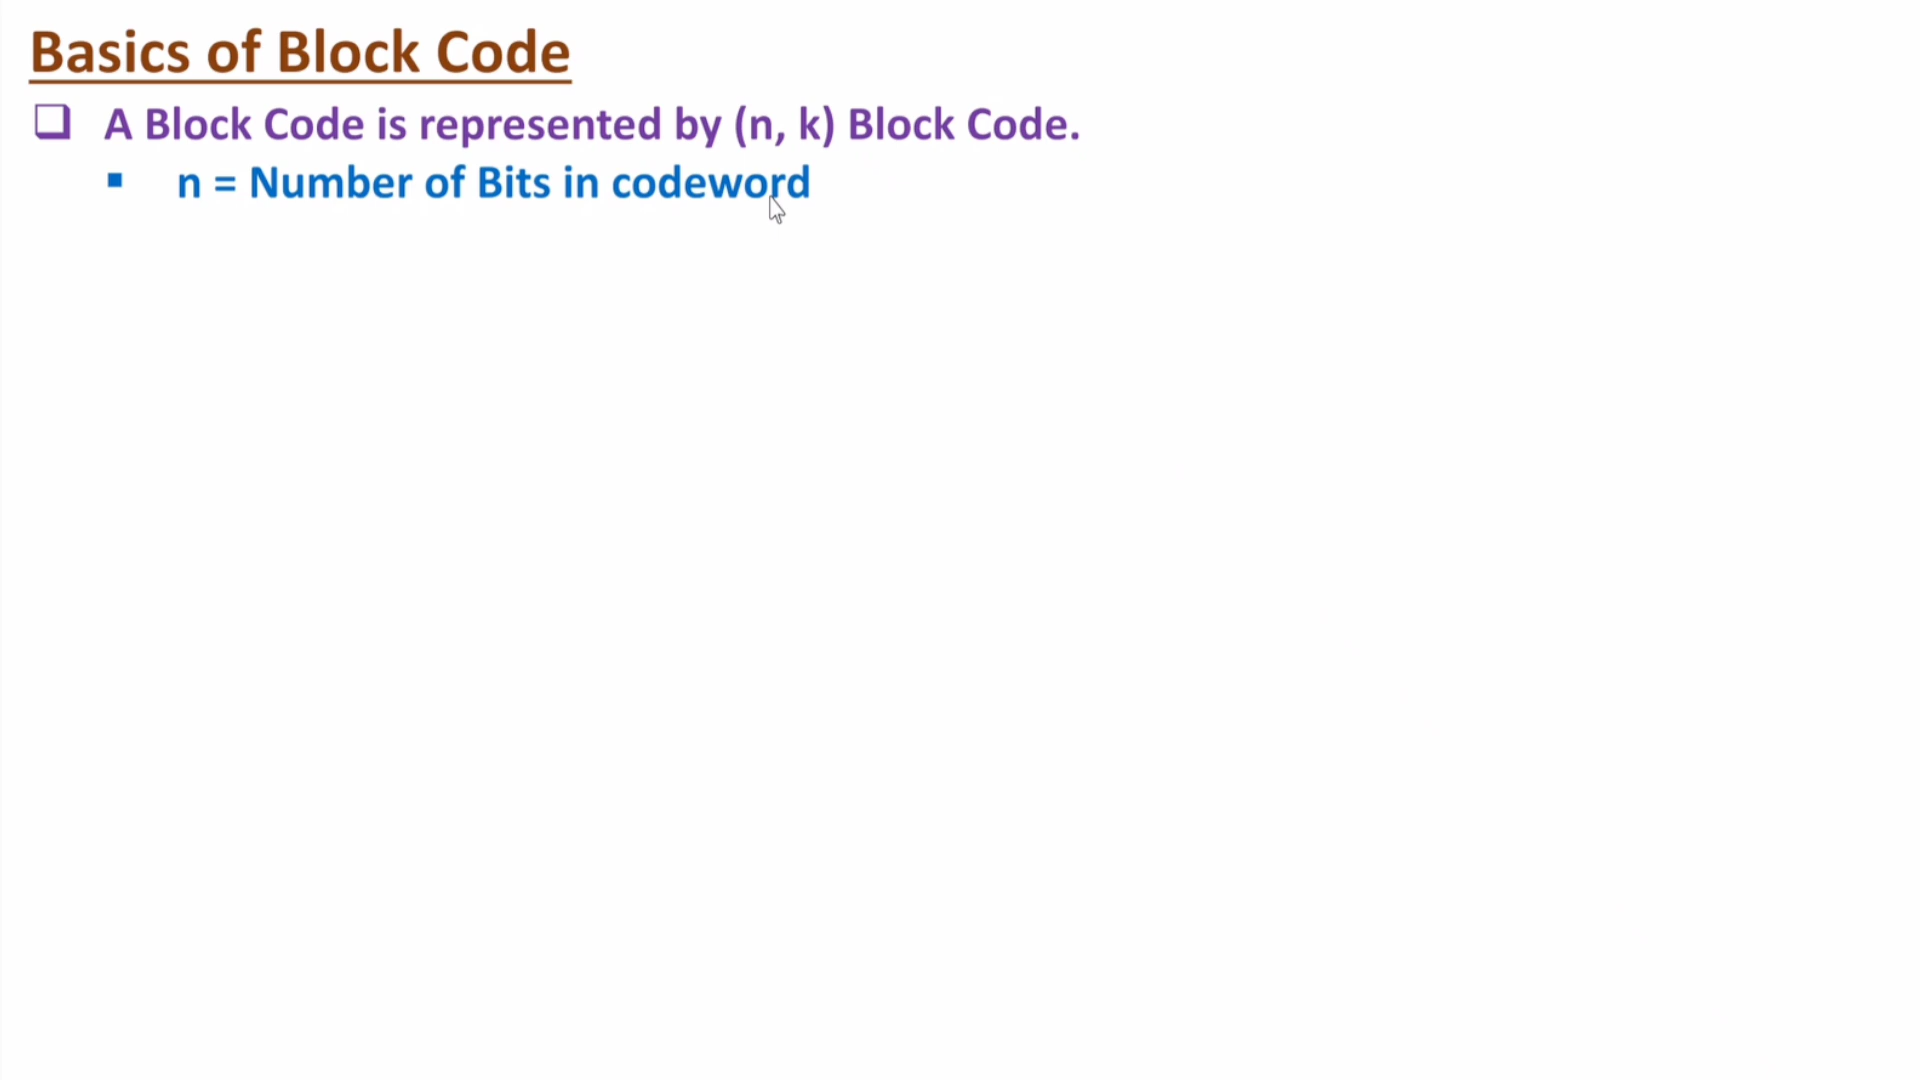 Basics of Block Code
A Block Code is represented by (n, k) Block Code.
n = Number of Bits in codeword